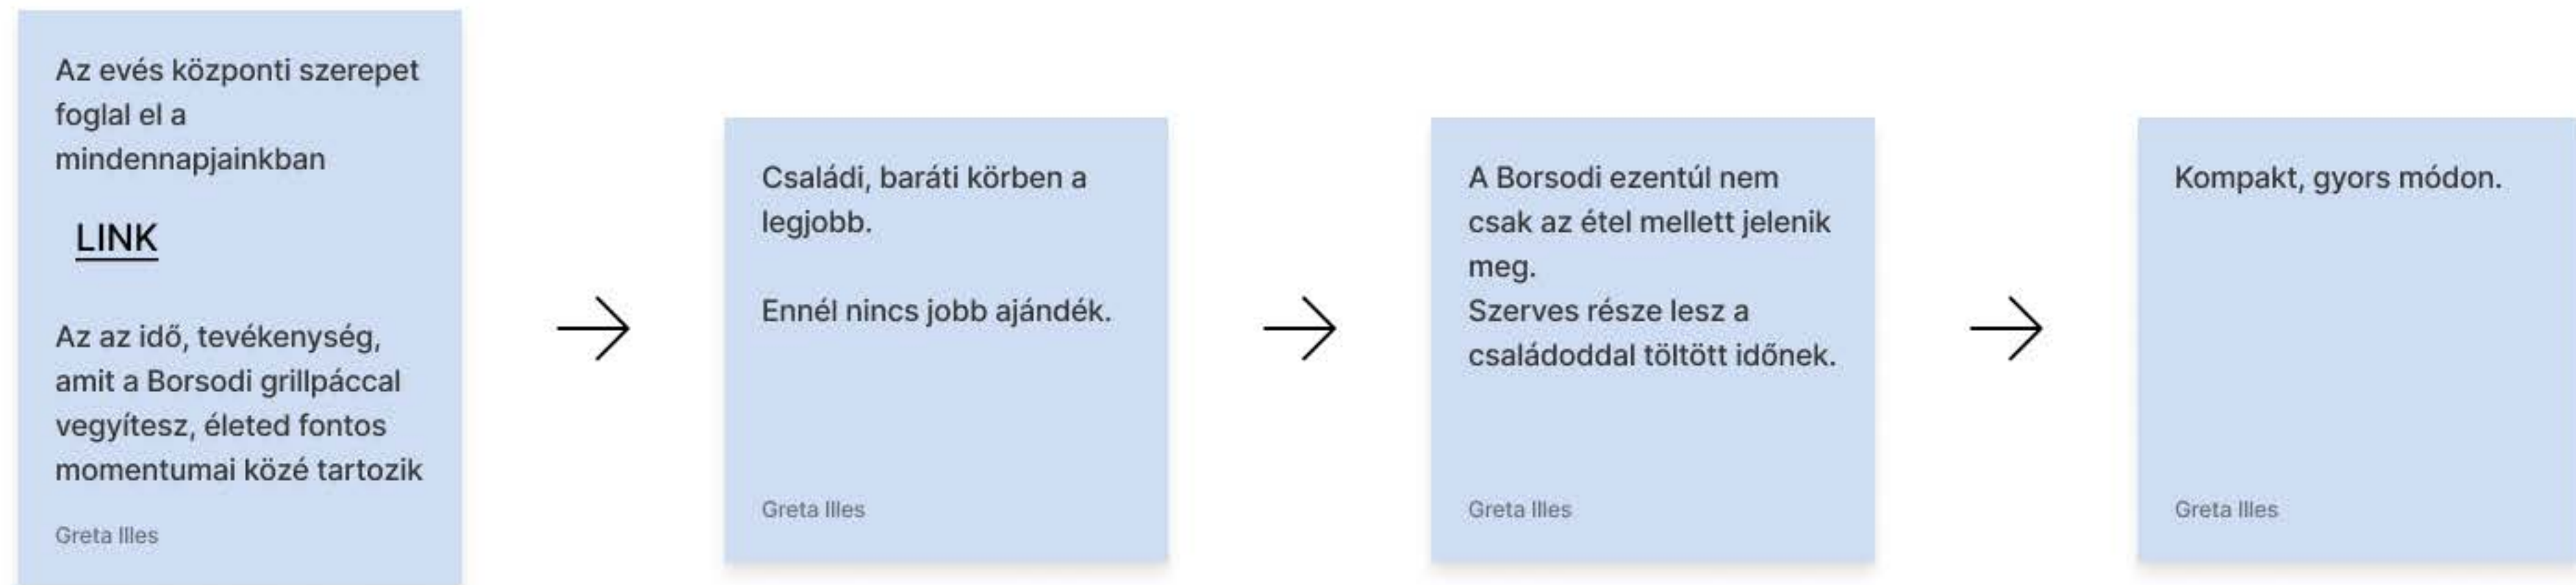 Az evés központi szerepet
foglal el a
mindennapjainkban
LINK
Az az idő, tevékenység,
amit a Borsodi grillpáccal
vegyítesz, életed fontos
momentumai közé tartozik
Greta Illes
Családi, baráti körben a
legjobb.
Ennél nincs jobb ajándék.
Greta Illes
A Borsodi ezentúl nem
csak az étel mellett jelenik
meg.
Szerves része lesz a
családoddal töltött időnek.
Greta Illes
Kompakt, gyors módon.
Greta Illes